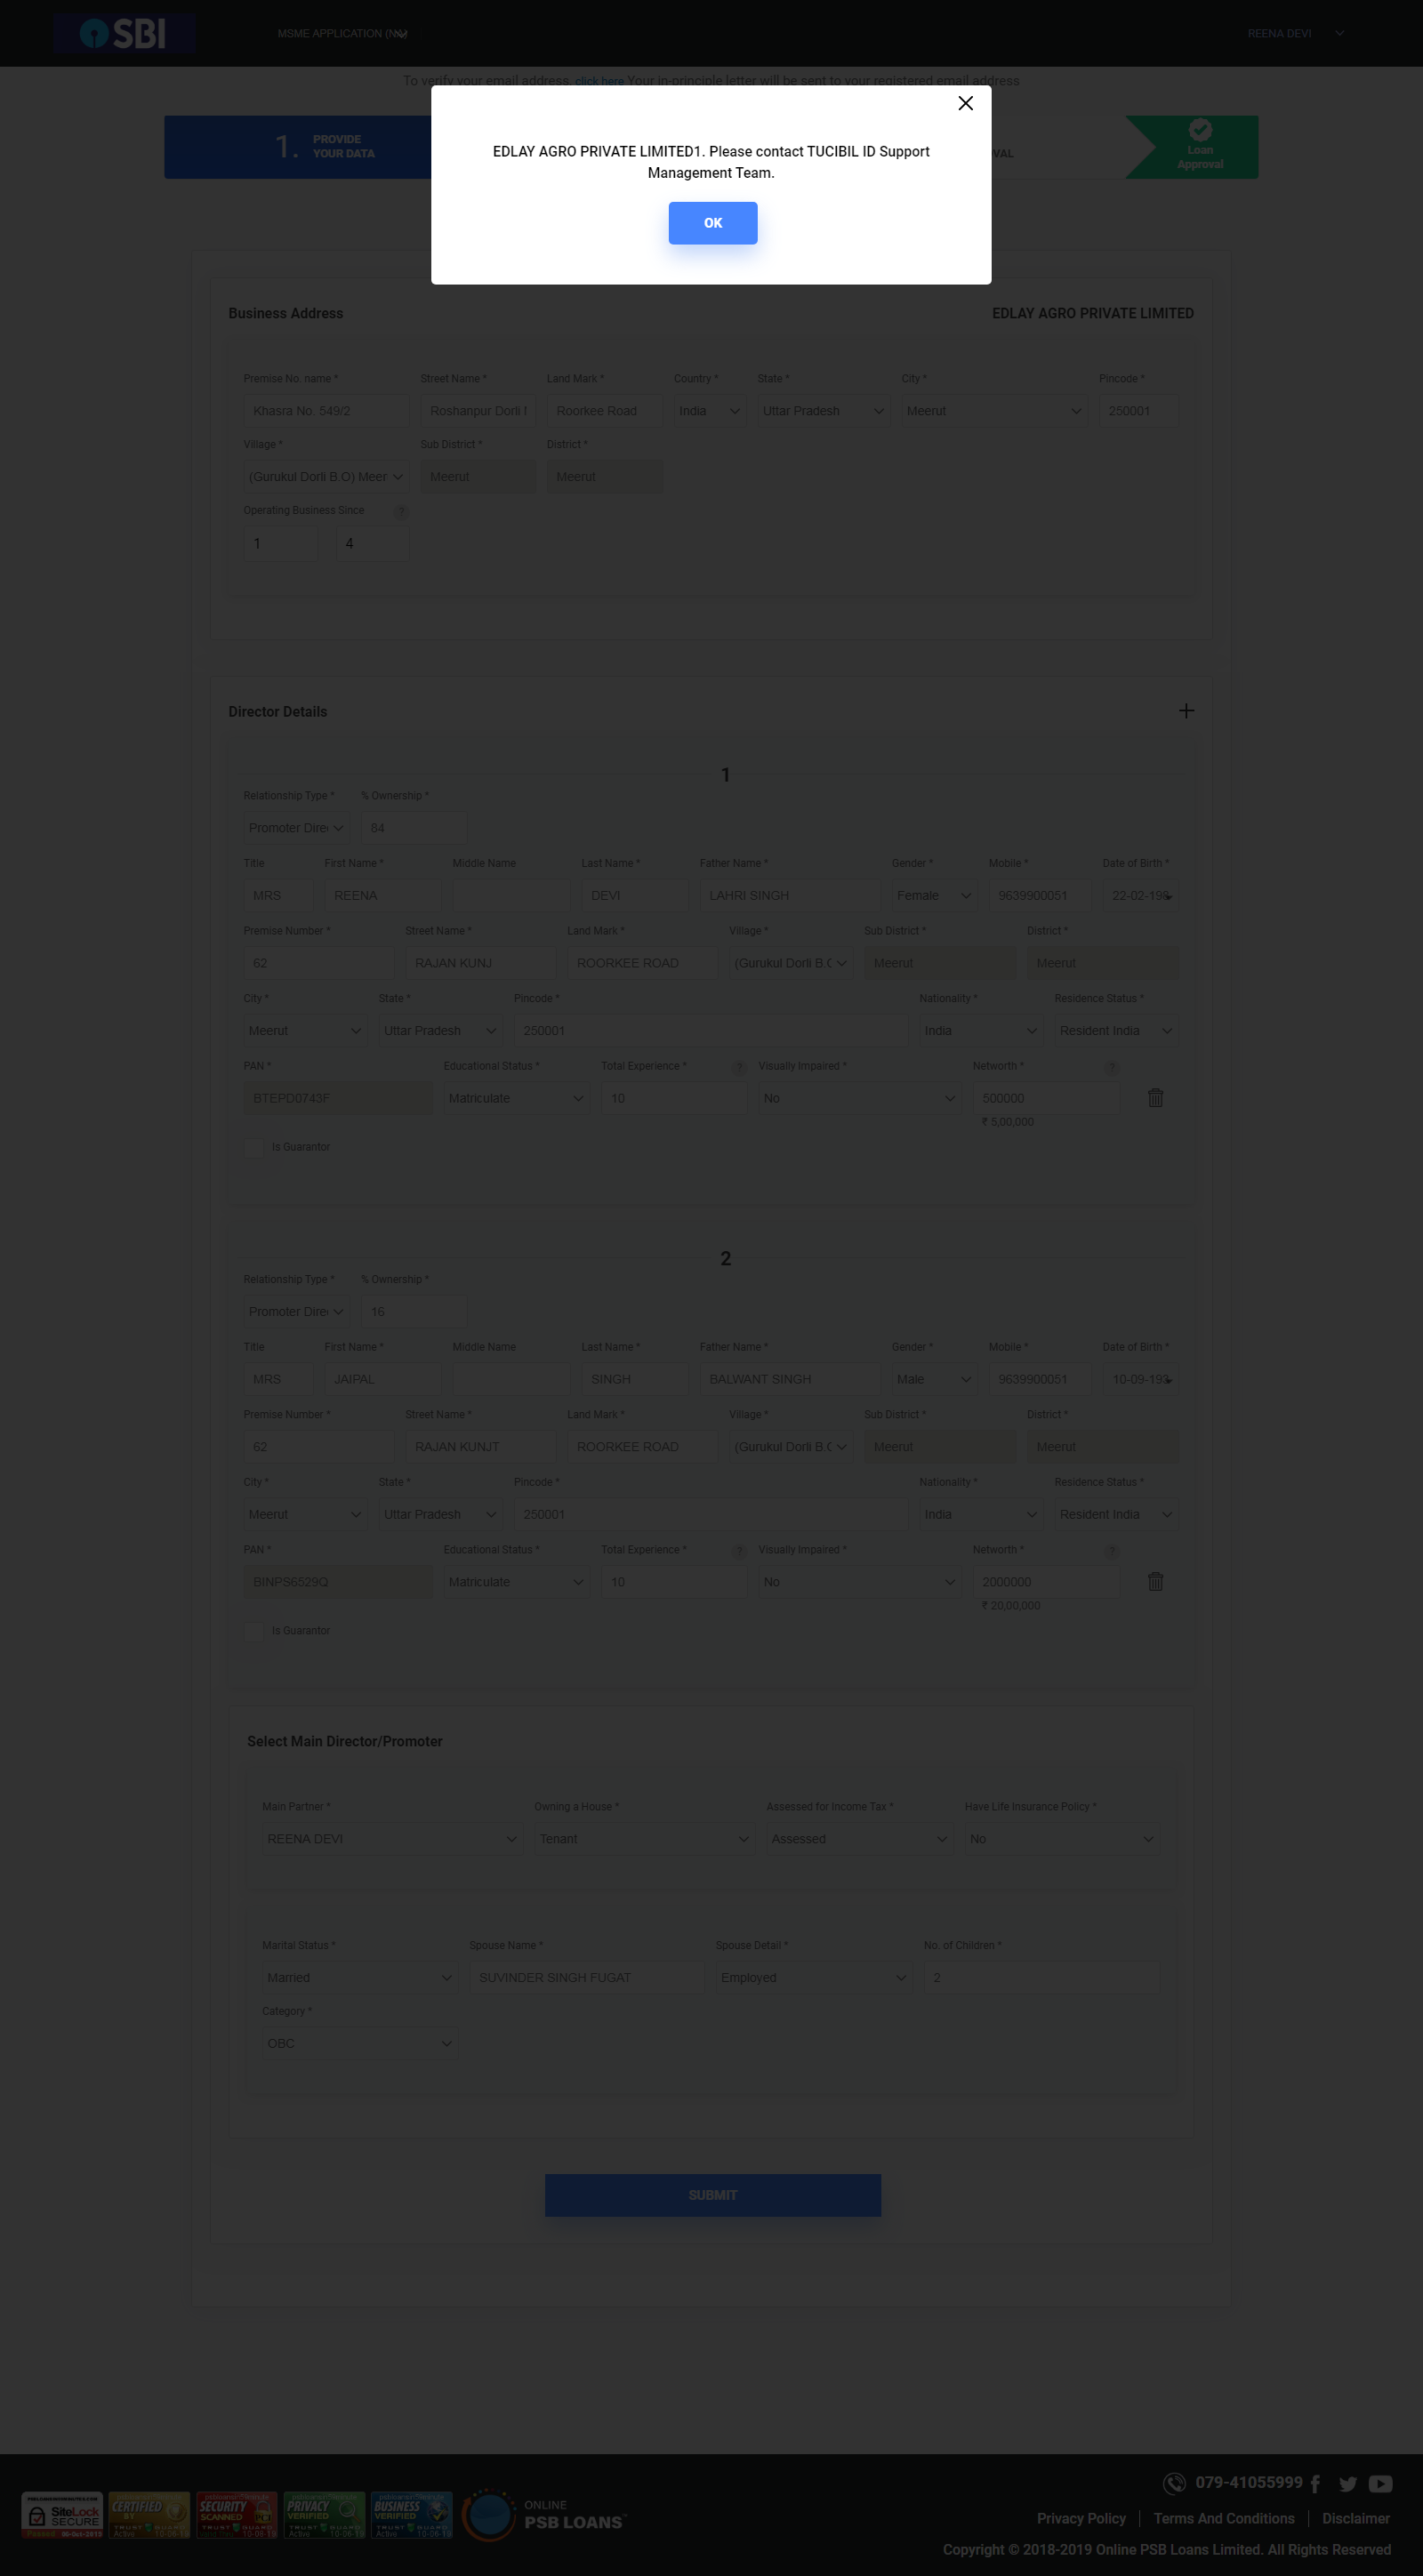 SBI
MSME APPLICATION
REENA DEVI
To verify your email address, click here Your in-principle letter will be sent to your registered email address
EDLAY AGRO PRIVATE LIMITED1. Please contact TUCIBIL ID Support
Management Team.
OK
1. PROVIDE
YOUR DATA
VAL
Loan
Approval
Business Address EDLAY AGRO PRIVATE LIMITED
Premise No. name * Street Name * Land Mark * Country * State * City * Pincode *
Khasra No. 549/2 Roshanpur Dorli Roorkee Road India Uttar Pradesh Meerut 250001
Village * Sub District * District *
(Gurukul Dorli B.O) Meer Meerut Meerut
Operating Business Since ?
1 4
Director Details +
1
Relationship Type * % Ownership *
Promoter Dire 84
Title First Name * Middle Name Last Name * Father Name * Gender * Mobile * Date of Birth *
MRS REENA DEVI LAHRI SINGH Female 9639900051 22-02-198
Premise Number * Street Name * Land Mark * Village * Sub District * District *
62 RAJAN KUNJ ROORKEE ROAD (Gurukul Dorli B.O Meerut Meerut
City * State * Pincode * Nationality * Residence Status *
Meerut Uttar Pradesh 250001 India Resident India
PAN * Educational Status * Total Experience * ? Visually Impaired * Networth * ?
BTEPD0743F Matriculate 10 No 500000
₹ 5,00,000
Is Guarantor
2
Relationship Type * % Ownership *
Promoter Dire 16
Title First Name * Middle Name Last Name * Father Name * Gender * Mobile * Date of Birth *
MRS JAIPAL SINGH BALWANT SINGH Male 9639900051 10-09-193
Premise Number * Street Name * Land Mark * Village * Sub District * District *
62 RAJAN KUNJT ROORKEE ROAD (Gurukul Dorli B.O Meerut Meerut
City * State * Pincode * Nationality * Residence Status *
Meerut Uttar Pradesh 250001 India Resident India
PAN * Educational Status * Total Experience * ? Visually Impaired * Networth * ?
BINPS6529Q Matriculate 10 No 2000000
₹ 20,00,000
Is Guarantor
Select Main Director/Promoter
Main Partner * Owning a House * Assessed for Income Tax * Have Life Insurance Policy *
REENA DEVI Tenant Assessed No
Marital Status * Spouse Name * Spouse Detail * No. of Children *
Married SUVINDER SINGH FUGAT Employed 2
Category *
OBC
SUBMIT
079-41055999
SiteLock
SECURE
CERTIFIED
BY
TRUST GUARD
SECURITY
SCANNED
TRUST GUARD
PRIVACY
VERIFIED
TRUST GUARD
BUSINESS
VERIFIED
TRUST GUARD
ONLINE
PSB LOANS
Privacy Policy Terms And Conditions Disclaimer
Copyright © 2018-2019 Online PSB Loans Limited. All Rights Reserved